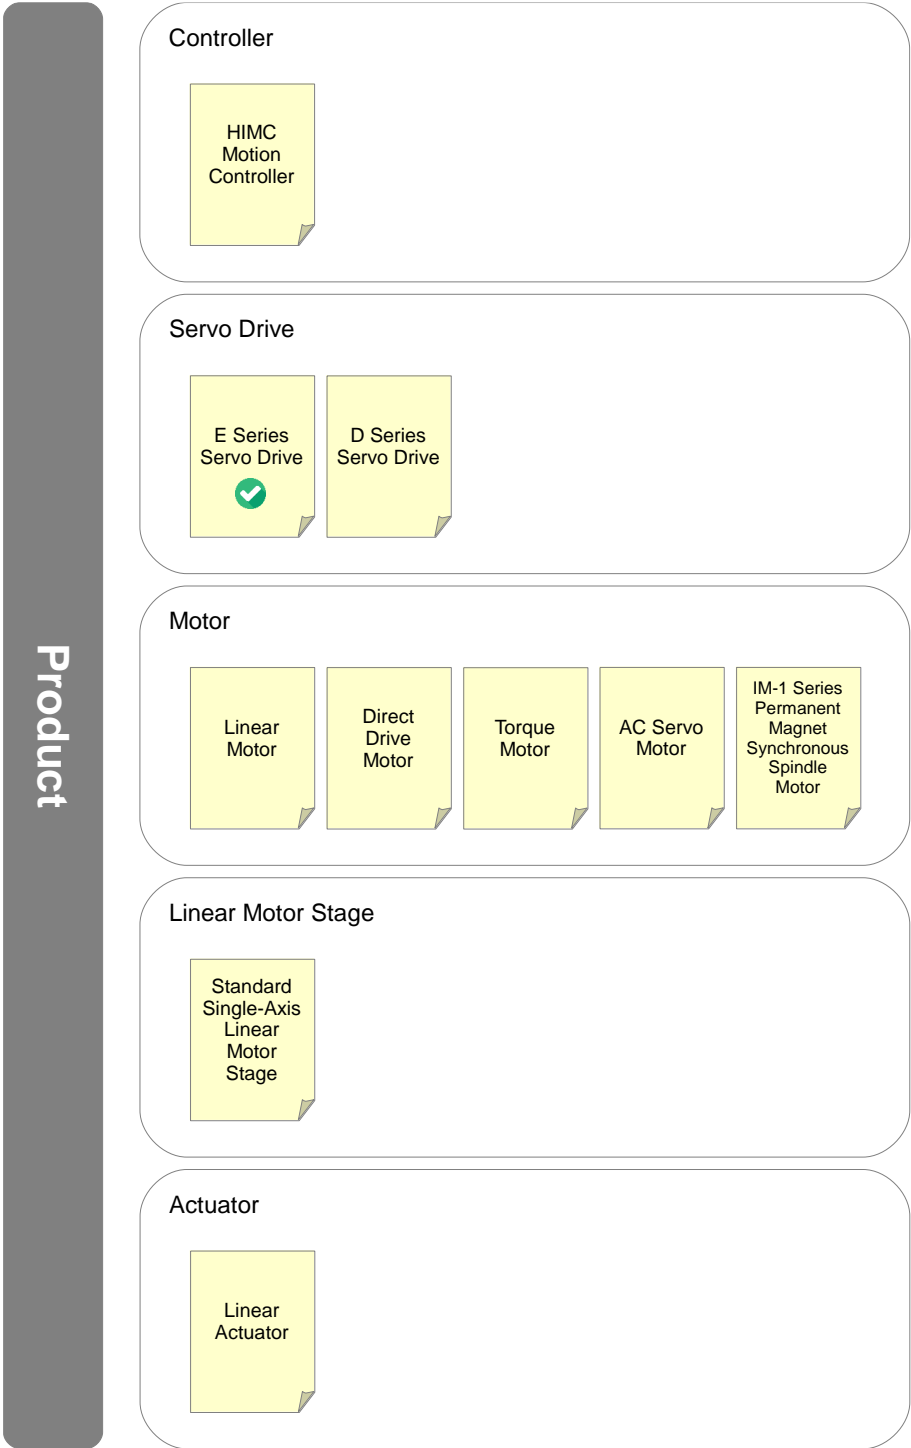 Product
Controller
HIMC
Motion
Controller
Servo Drive
E Series
Servo Drive
D Series
Servo Drive
Motor
Linear
Motor
Direct
Drive
Motor
Torque
Motor
AC Servo
Motor
IM-1 Series
Permanent
Magnet
Synchronous
Spindle
Motor
Linear Motor Stage
Standard
Single-Axis
Linear
Motor
Stage
Actuator
Linear
Actuator